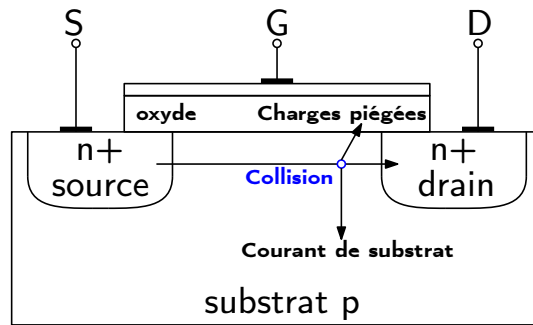 S
G
D
oxyde
Charges piégées
n+
source
Collision
n+
drain
Courant de substrat
substrat p